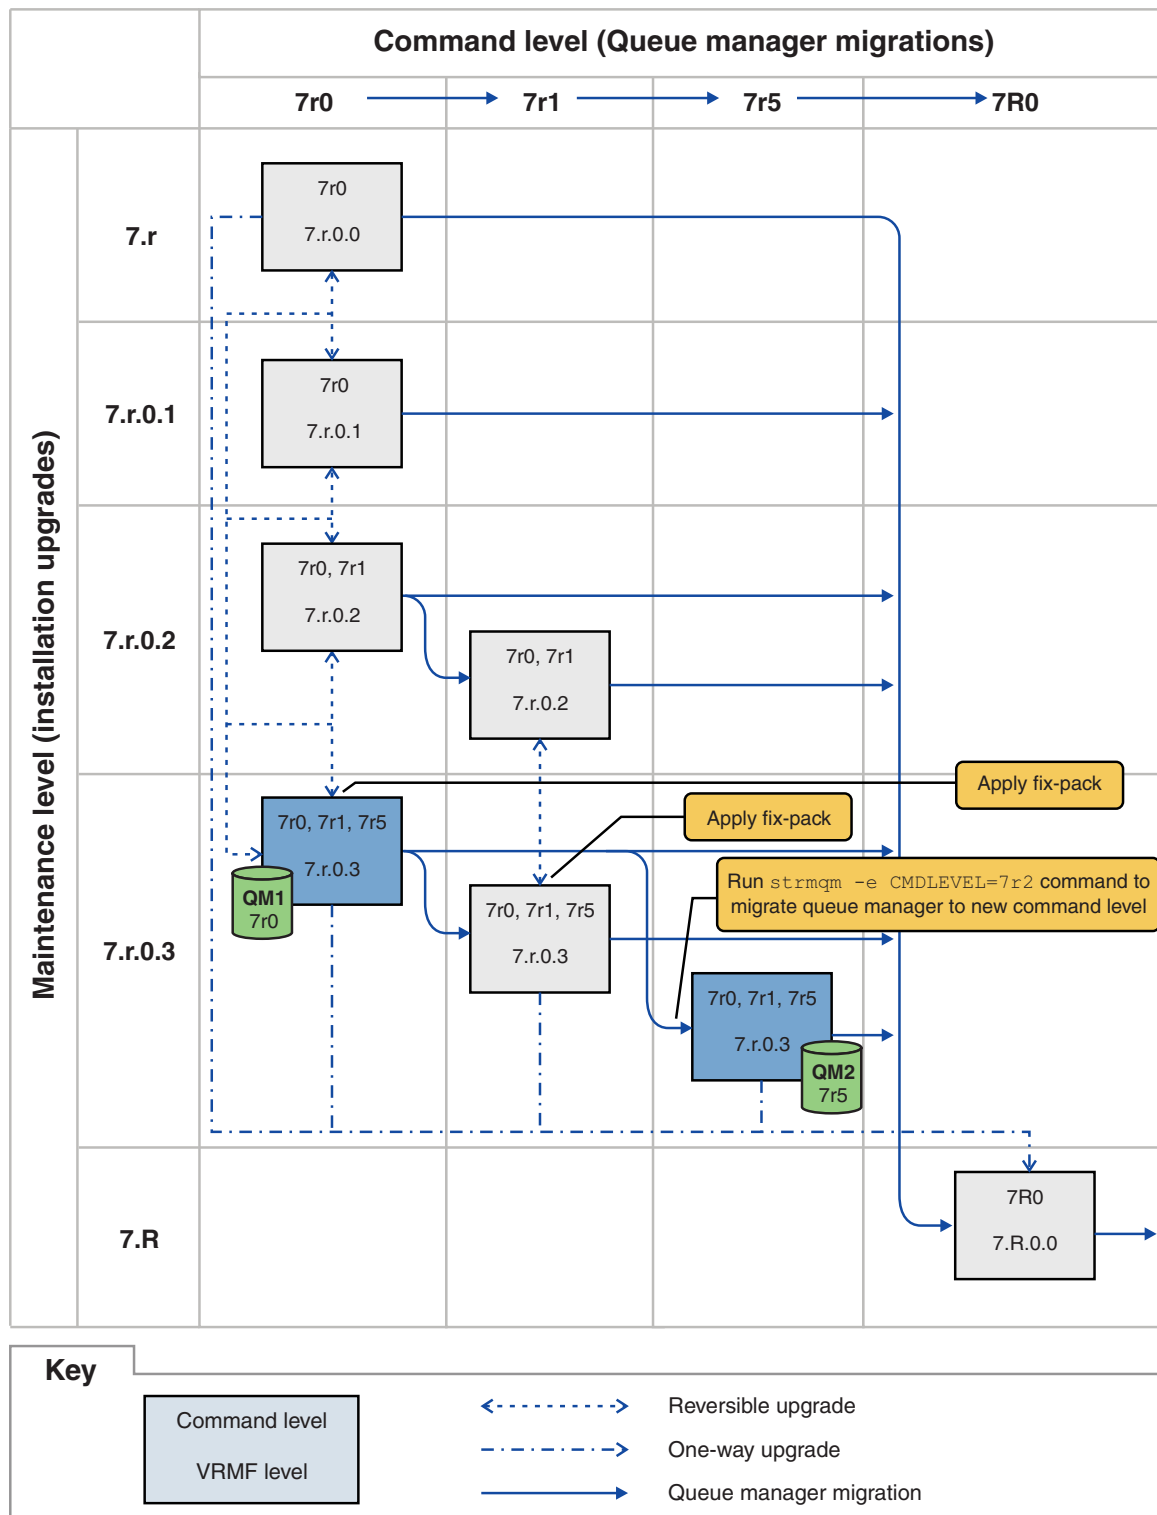 Command level (Queue manager migrations)
7r0
7r1
7r5
7R0
Maintenance level (installation upgrades)
7.r
7r0
7.r.0.0
7.r.0.1
7r0
7.r.0.1
7.r.0.2
7r0, 7r1
7.r.0.2
7r0, 7r1
7.r.0.2
7.r.0.3
Apply fix-pack
Apply fix-pack
7r0, 7r1, 7r5
7.r.0.3
QM1
7r0
Run strmqm -e CMDLEVEL=7r2 command to
migrate queue manager to new command level
7r0, 7r1, 7r5
7.r.0.3
7r0, 7r1, 7r5
7.r.0.3
QM2
7r5
7.R
7R0
7.R.0.0
Key
Command level
VRMF level
Reversible upgrade
One-way upgrade
Queue manager migration